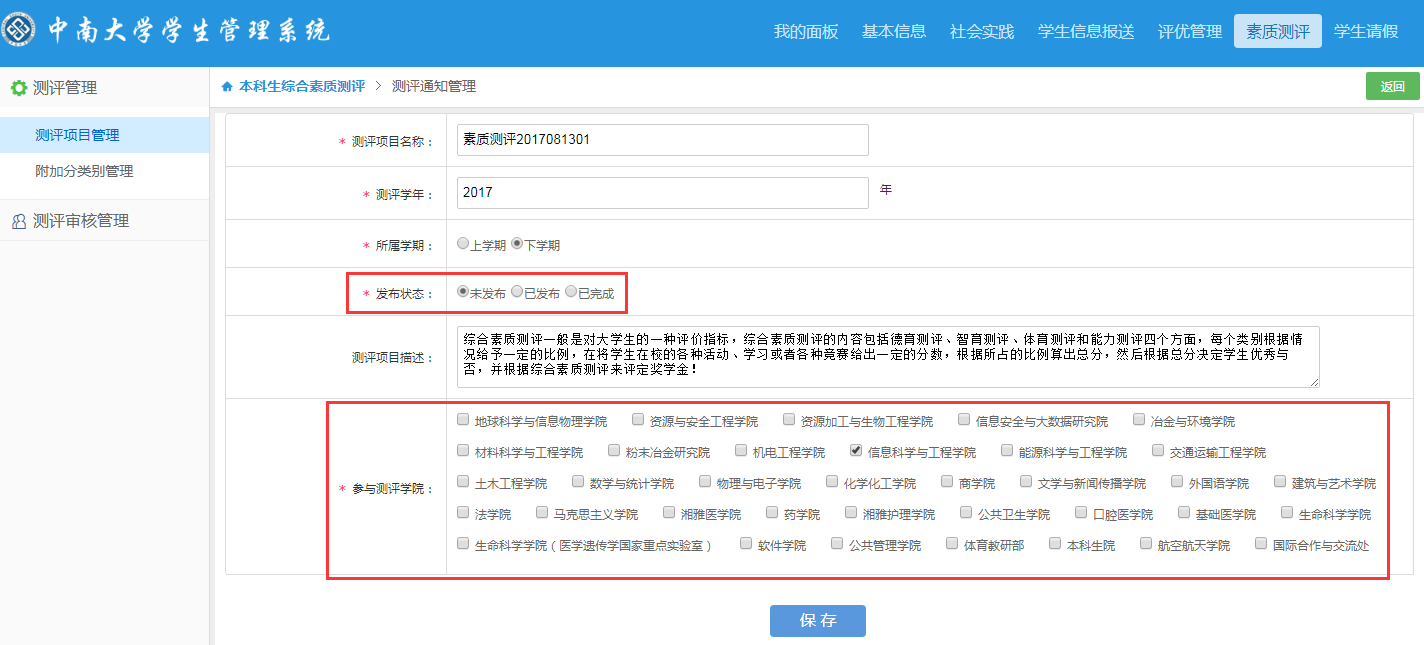 中南大学学生管理系统
我的面板 基本信息 社会实践 学生信息报送 评优管理 素质测评 学生请假
测评管理
测评项目管理
附加分类别管理
测评审核管理
本科生综合素质测评 > 测评通知管理
返回
* 测评项目名称： 素质测评2017081301
* 测评学年： 2017 年
* 所属学期： 上学期 下学期
* 发布状态： 未发布 已发布 已完成
测评项目描述：
综合素质测评一般是对大学生的一种评价指标，综合素质测评的内容包括德育测评、智育测评、体育测评和能力测评四个方面，每个类别根据情
况给予一定的比例，在将学生在校的各种活动、学习或者各种竞赛给出一定的分数，根据所占的比例算出总分，然后根据总分决定学生优秀与
否，并根据综合素质测评来评定奖学金！
* 参与测评学院：
地球科学与信息物理学院 资源与安全工程学院 资源加工与生物工程学院 信息安全与大数据研究院 冶金与环境学院
材料科学与工程学院 粉末冶金研究院 机电工程学院 信息科学与工程学院 能源科学与工程学院 交通运输工程学院
土木工程学院 数学与统计学院 物理与电子学院 化学化工学院 商学院 文学与新闻传播学院 外国语学院 建筑与艺术学院
法学院 马克思主义学院 湘雅医学院 药学院 湘雅护理学院 公共卫生学院 口腔医学院 基础医学院 生命科学学院
生命科学学院（医学遗传学国家重点实验室） 软件学院 公共管理学院 体育教研部 本科生院 航空航天学院 国际合作与交流处
保 存